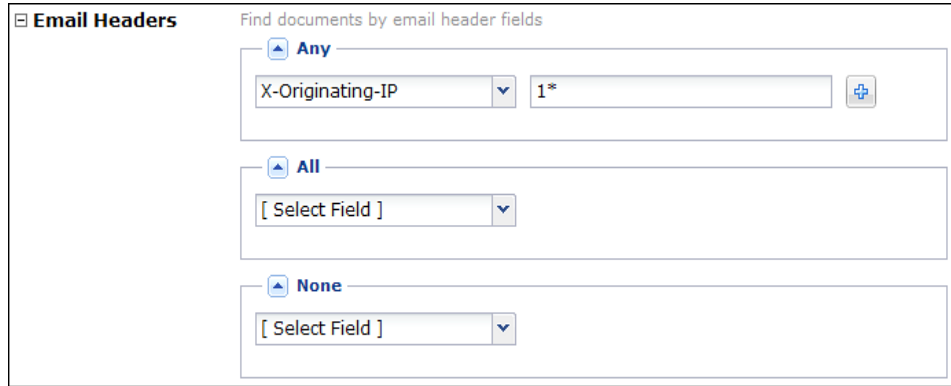 Email Headers
Find documents by email header fields
Any
X-Originating-IP
1*
All
[ Select Field ]
None
[ Select Field ]